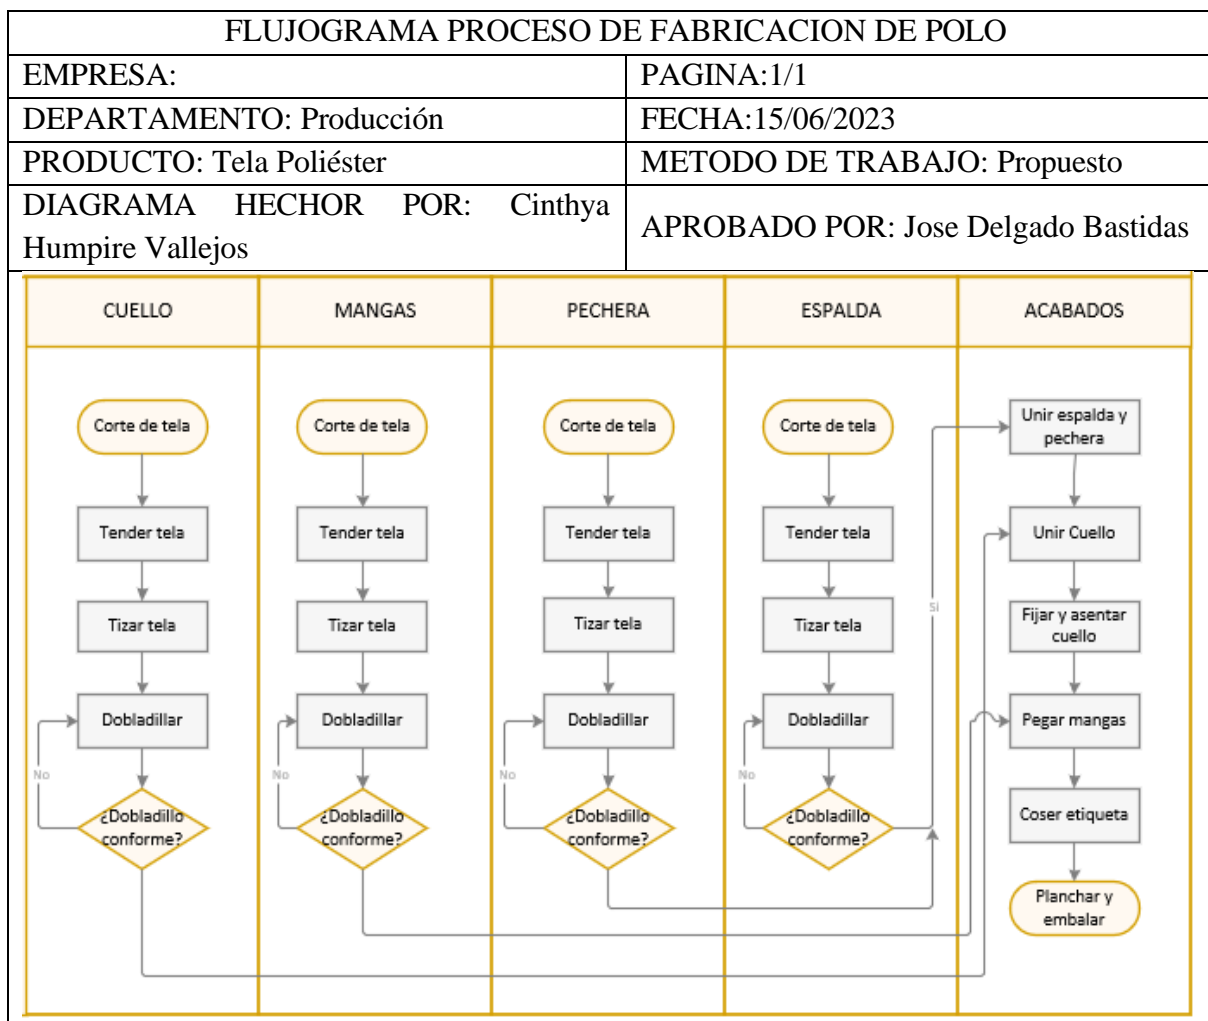 FLUJOGRAMA PROCESO DE FABRICACION DE POLO
EMPRESA:
PAGINA:1/1
DEPARTAMENTO: Producción
FECHA:15/06/2023
PRODUCTO: Tela Poliéster
METODO DE TRABAJO: Propuesto
DIAGRAMA HECHOR POR: Cinthya
Humpire Vallejos
APROBADO POR: Jose Delgado Bastidas
CUELLO
MANGAS
PECHERA
ESPALDA
ACABADOS
Corte de tela
Tender tela
Tizar tela
Dobladillar
No
¿Dobladillo
conforme?
Corte de tela
Tender tela
Tizar tela
Dobladillar
No
¿Dobladillo
conforme?
Corte de tela
Tender tela
Tizar tela
Dobladillar
No
¿Dobladillo
conforme?
Corte de tela
Tender tela
Tizar tela
Dobladillar
No
¿Dobladillo
conforme?
Si
Unir espalda y
pechera
Unir Cuello
Fijar y asentar
cuello
Pegar mangas
Coser etiqueta
Planchar y
embalar